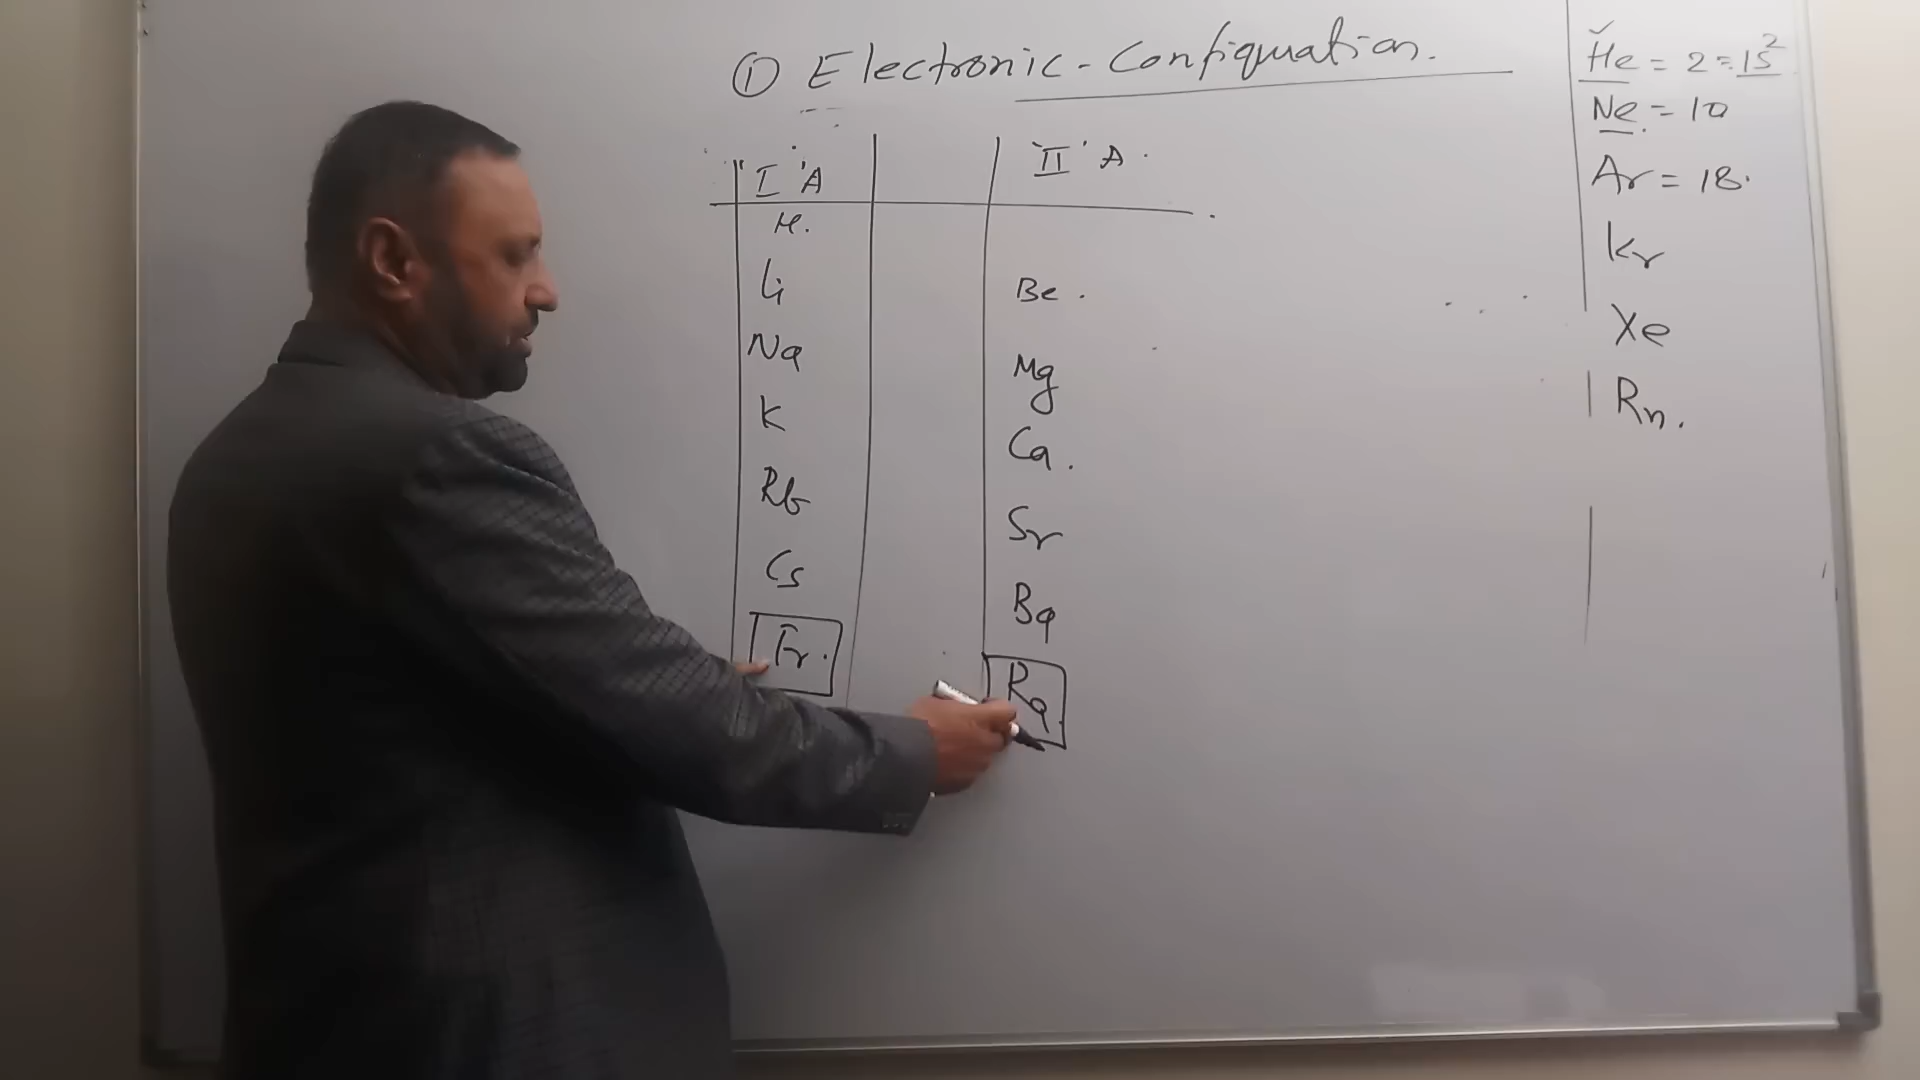 ① Electronic-Configuration.
"I'A
'II'A.
H.
Li
Be.
Na
Mg
K
Ca.
Rb
Sr
Cs
Ba
Fr.
Ra
He = 2 = 1S²
Ne. = 10
Ar = 18.
Kr
Xe
Rn.